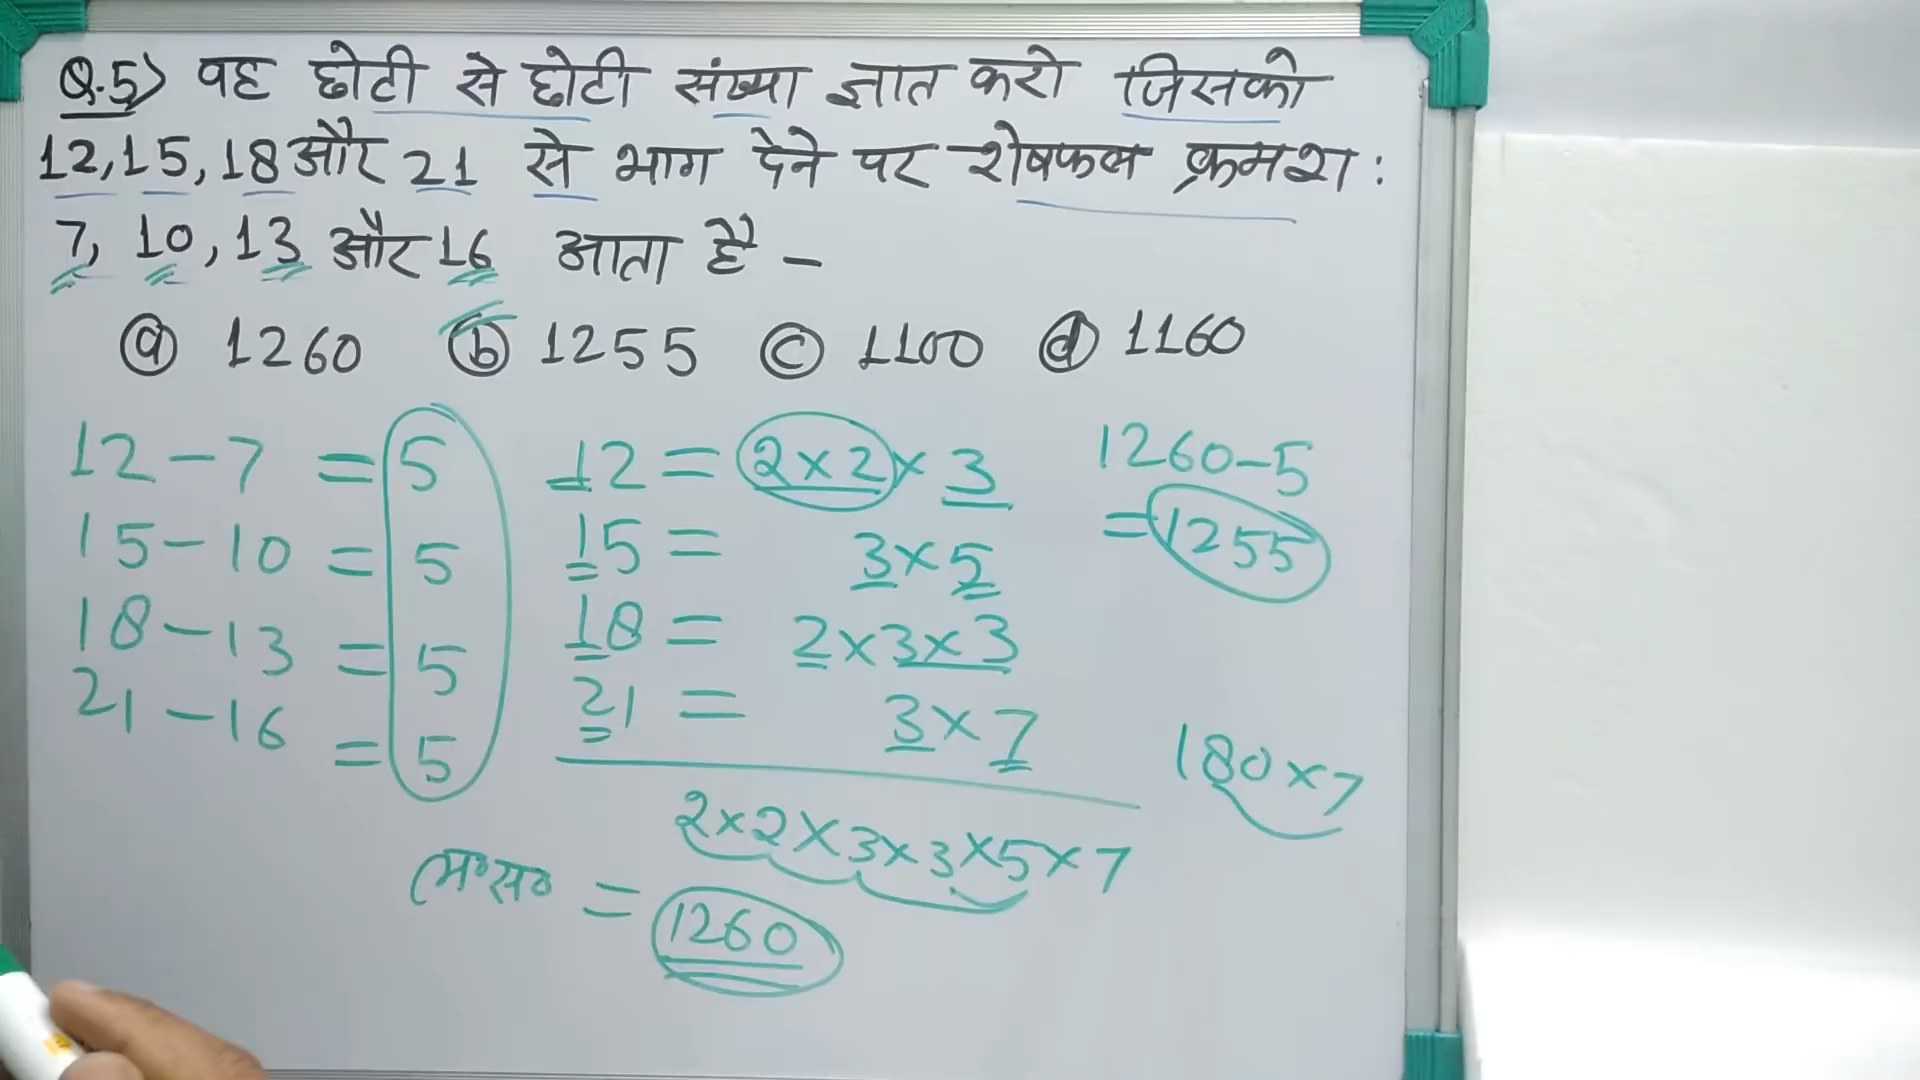 Q.5) वह छोटी से छोटी संख्या ज्ञात करो जिसको
12, 15, 18 और 21 से भाग देने पर शेषफल क्रमश:
7, 10, 13 और 16 आता है –
(a) 1260 (b) 1255 (c) 1100 (d) 1160
12 – 7 = 5
15 – 10 = 5
18 – 13 = 5
21 – 16 = 5
12 = 2×2×3
15 = 3×5
18 = 2×3×3
21 = 3×7
2×2×3×3×5×7
ल०स० = 1260
1260–5
= 1255
180×7